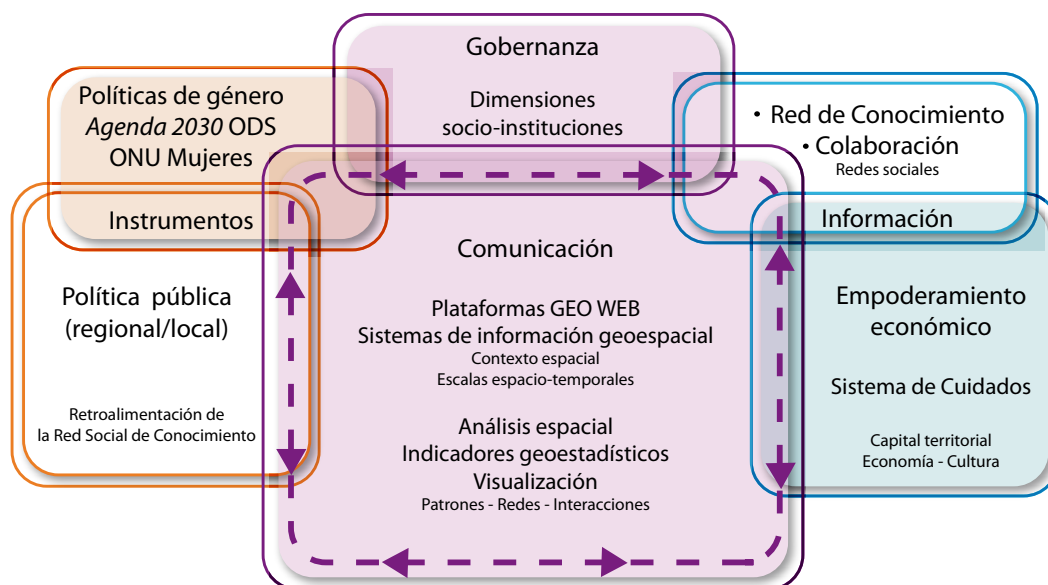 Gobernanza
Dimensiones
socio-instituciones
Políticas de género
Agenda 2030 ODS
ONU Mujeres
Instrumentos
Política pública
(regional/local)
Retroalimentación de
la Red Social de Conocimiento
Comunicación
Plataformas GEO WEB
Sistemas de información geoespacial
Contexto espacial
Escalas espacio-temporales
Análisis espacial
Indicadores geoestadísticos
Visualización
Patrones - Redes - Interacciones
• Red de Conocimiento
• Colaboración
Redes sociales
Información
Empoderamiento
económico
Sistema de Cuidados
Capital territorial
Economía - Cultura